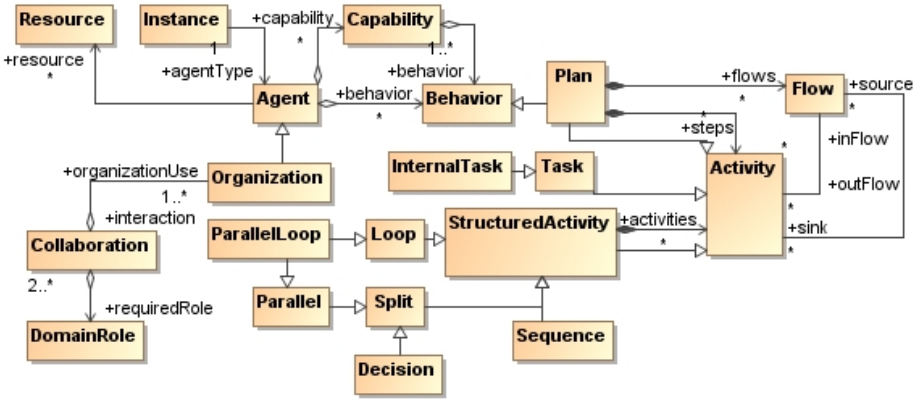 Resource
Instance
+capability
Capability
*
1
1..*
+resource
*
+agentType
+behavior
Plan
+flows
*
Flow
+source
*
Agent
+behavior
*
Behavior
*
+steps
*
+inFlow
+organizationUse
1..*
Organization
InternalTask
Task
Activity
+outFlow
*
+interaction
Collaboration
ParallelLoop
Loop
StructuredActivity
+activities
*
+sink
*
2..*
+requiredRole
Parallel
Split
DomainRole
Sequence
Decision